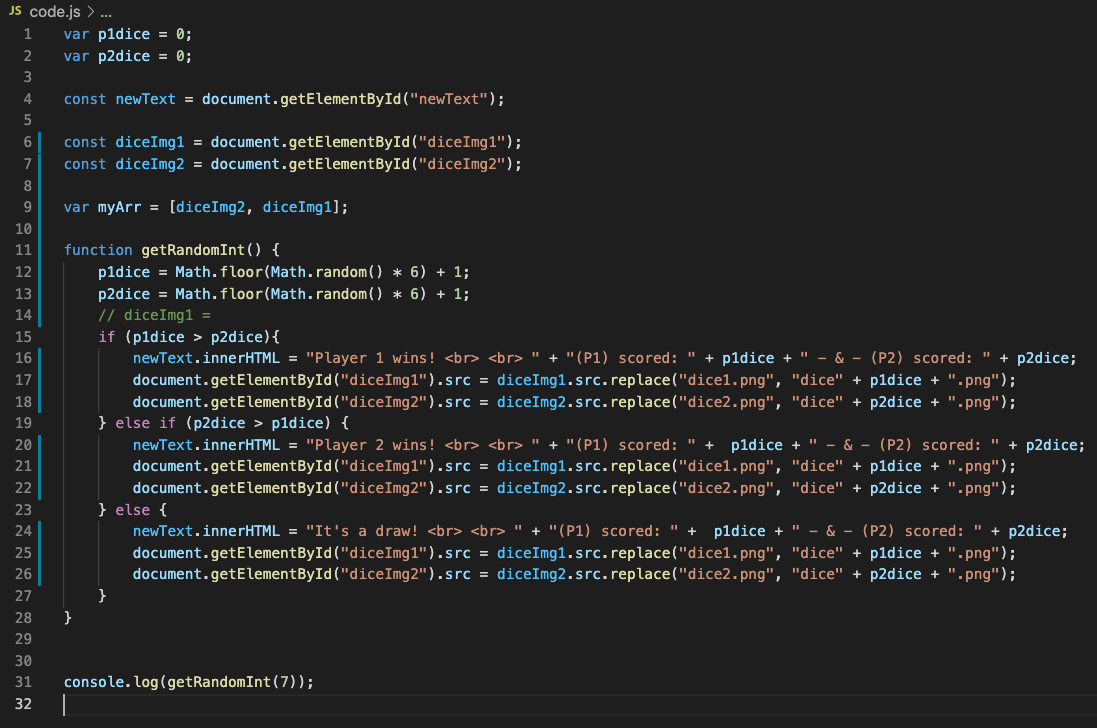 JS code.js > ...
1 var p1dice = 0;
2 var p2dice = 0;
3
4 const newText = document.getElementById("newText");
5
6 const diceImg1 = document.getElementById("diceImg1");
7 const diceImg2 = document.getElementById("diceImg2");
8
9 var myArr = [diceImg2, diceImg1];
10
11 function getRandomInt() {
12     p1dice = Math.floor(Math.random() * 6) + 1;
13     p2dice = Math.floor(Math.random() * 6) + 1;
14     // diceImg1 =
15     if (p1dice > p2dice){
16         newText.innerHTML = "Player 1 wins! <br> <br> " + "(P1) scored: " + p1dice + " - & - (P2) scored: " + p2dice;
17         document.getElementById("diceImg1").src = diceImg1.src.replace("dice1.png", "dice" + p1dice + ".png");
18         document.getElementById("diceImg2").src = diceImg2.src.replace("dice2.png", "dice" + p2dice + ".png");
19     } else if (p2dice > p1dice) {
20         newText.innerHTML = "Player 2 wins! <br> <br> " + "(P1) scored: " +  p1dice + " - & - (P2) scored: " + p2dice;
21         document.getElementById("diceImg1").src = diceImg1.src.replace("dice1.png", "dice" + p1dice + ".png");
22         document.getElementById("diceImg2").src = diceImg2.src.replace("dice2.png", "dice" + p2dice + ".png");
23     } else {
24         newText.innerHTML = "It's a draw! <br> <br> " + "(P1) scored: " +  p1dice + " - & - (P2) scored: " + p2dice;
25         document.getElementById("diceImg1").src = diceImg1.src.replace("dice1.png", "dice" + p1dice + ".png");
26         document.getElementById("diceImg2").src = diceImg2.src.replace("dice2.png", "dice" + p2dice + ".png");
27     }
28 }
29
30
31 console.log(getRandomInt(7));
32